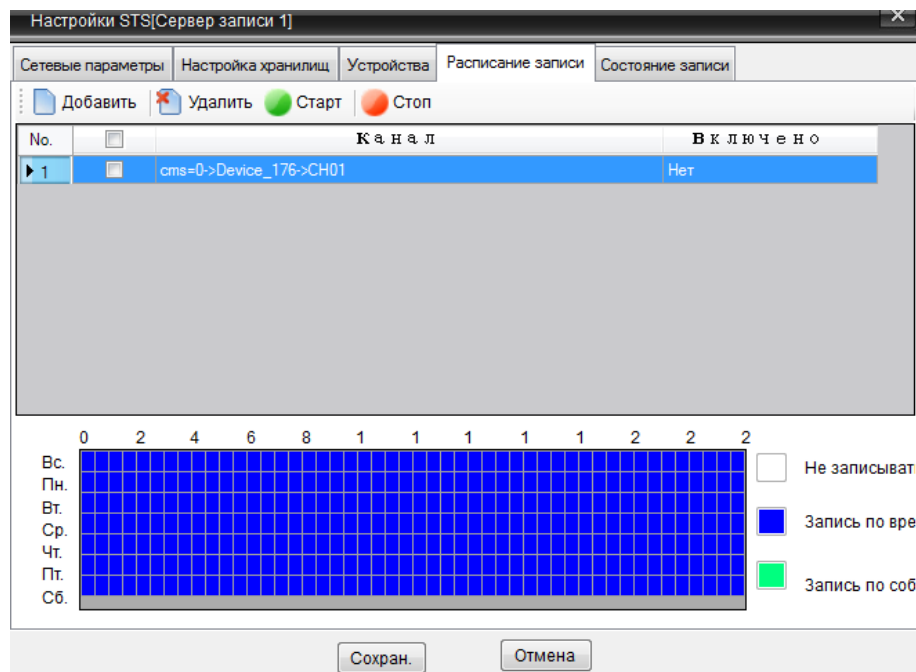 Настройки STS[Сервер записи 1]
Сетевые параметры Настройка хранилищ Устройства Расписание записи Состояние записи
Добавить Удалить Старт Стоп
No. Канал Включено
1 cms=0->Device_176->CH01 Нет
0 2 4 6 8 1 1 1 1 1 2 2 2
Вс.
Не записыват
Пн.
Вт.
Запись по вре
Ср.
Чт.
Пт.
Запись по соб
Сб.
Сохран. Отмена